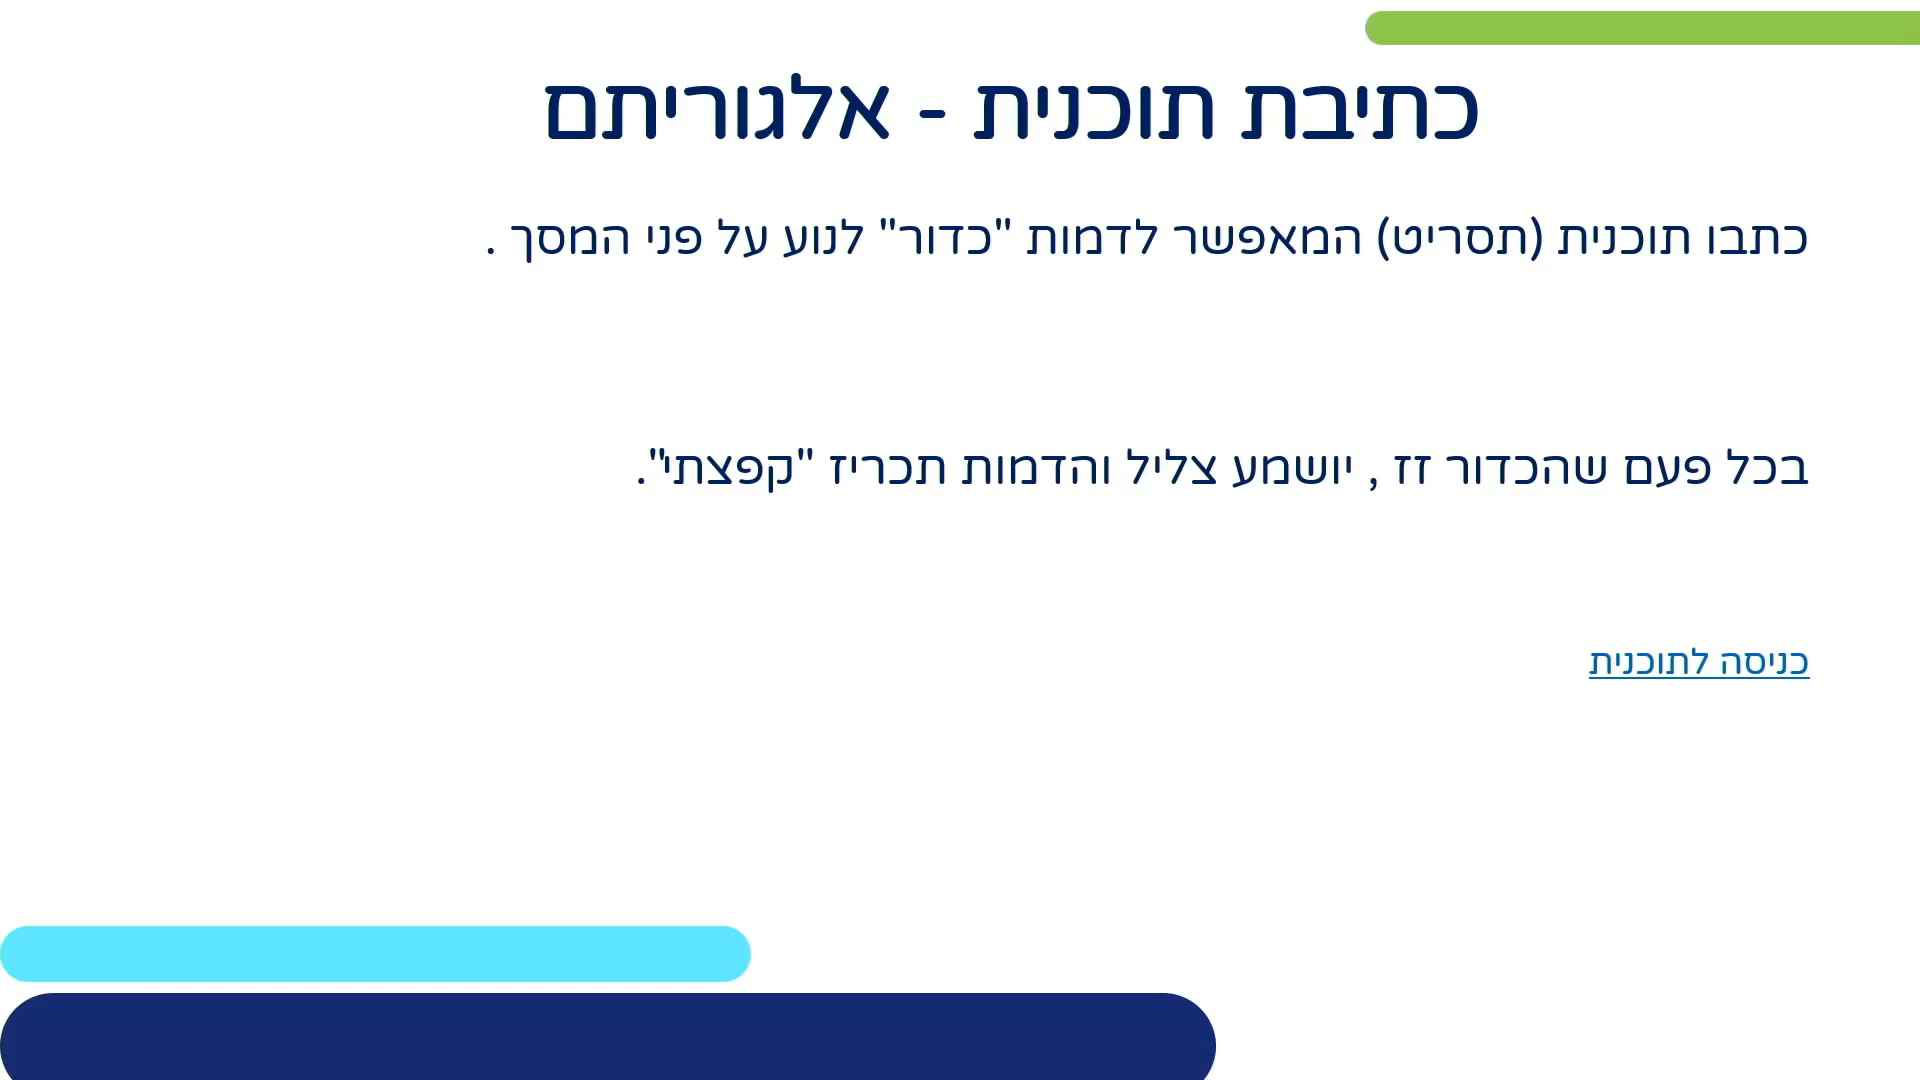 כתיבת תוכנית - אלגוריתם
כתבו תוכנית (תסריט) המאפשר לדמות "כדור" לנוע על פני המסך .
בכל פעם שהכדור זז , יושמע צליל והדמות תכריז "קפצתי".
כניסה לתוכנית